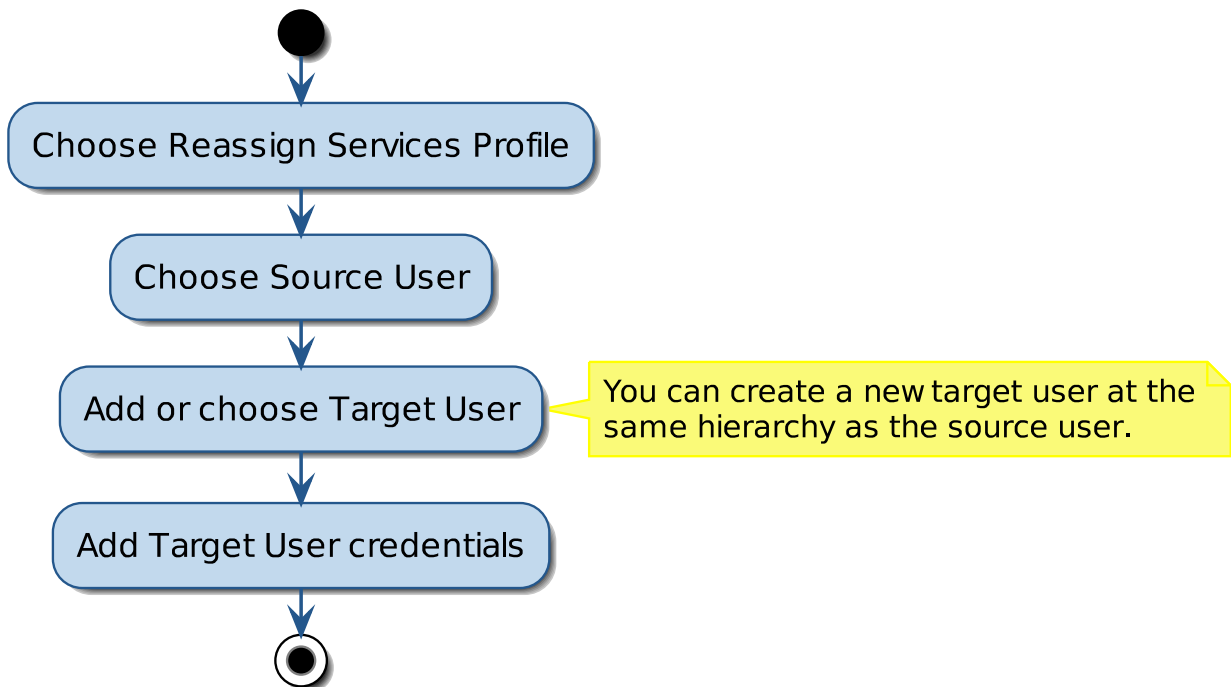 Choose Reassign Services Profile
Choose Source User
Add or choose Target User
You can create a new target user at the
same hierarchy as the source user.
Add Target User credentials